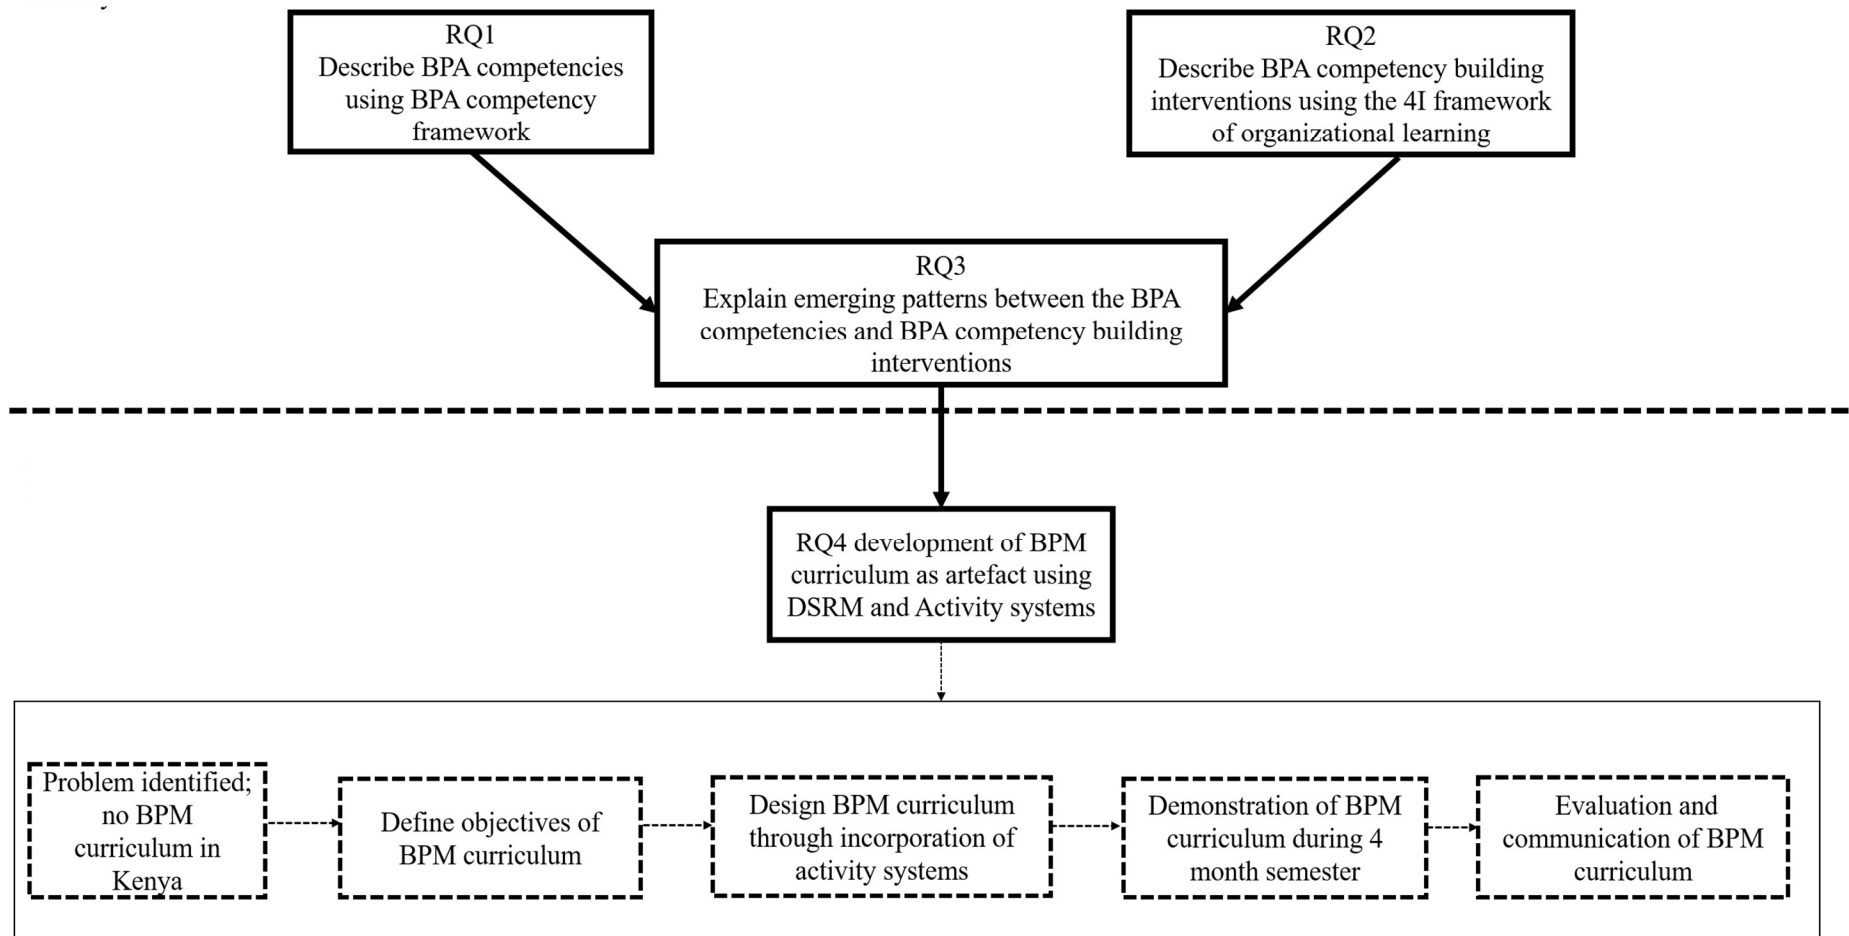 RQ1
Describe BPA competencies
using BPA competency
framework
RQ2
Describe BPA competency building
interventions using the 4I framework
of organizational learning
RQ3
Explain emerging patterns between the BPA
competencies and BPA competency building
interventions
RQ4 development of BPM
curriculum as artefact using
DSRM and Activity systems
Problem identified;
no BPM
curriculum in
Kenya
Define objectives of
BPM curriculum
Design BPM curriculum
through incorporation of
activity systems
Demonstration of BPM
curriculum during 4
month semester
Evaluation and
communication of BPM
curriculum